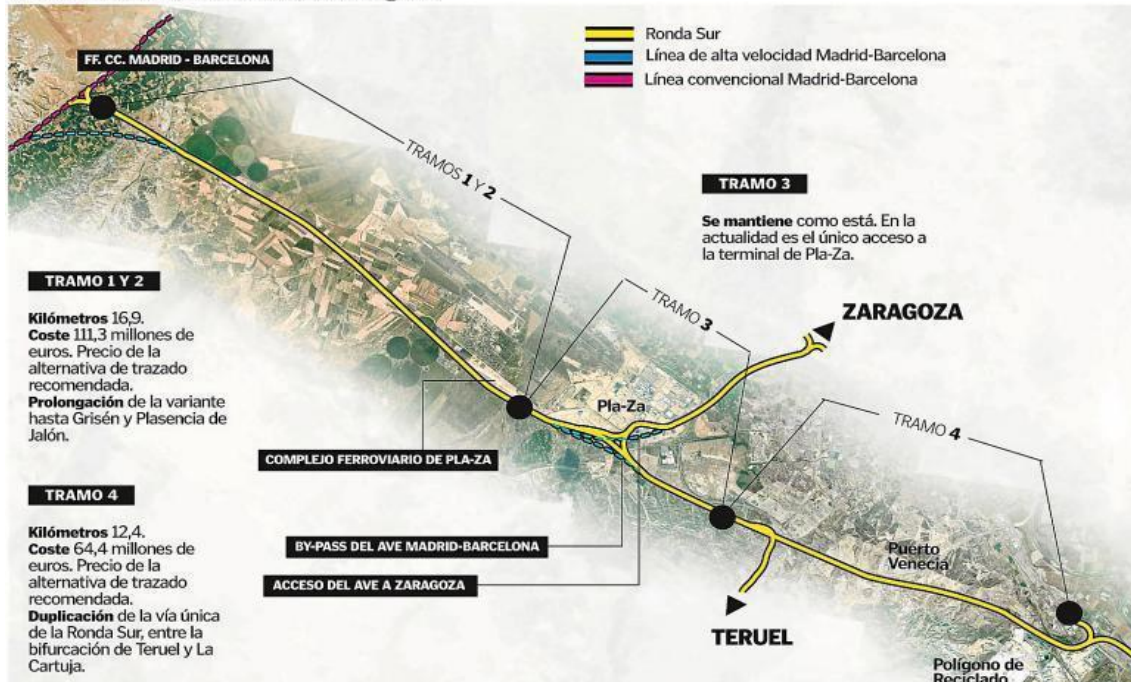 Ronda Sur
Línea de alta velocidad Madrid-Barcelona
Línea convencional Madrid-Barcelona
FF. CC. MADRID - BARCELONA
TRAMOS 1 Y 2
TRAMO 3
Se mantiene como está. En la
actualidad es el único acceso a
la terminal de Pla-Za.
TRAMO 1 Y 2
Kilómetros 16,9.
Coste 111,3 millones de
euros. Precio de la
alternativa de trazado
recomendada.
Prolongación de la variante
hasta Grisén y Plasencia de
Jalón.
TRAMO 3
ZARAGOZA
Pla-Za
TRAMO 4
COMPLEJO FERROVIARIO DE PLA-ZA
TRAMO 4
Kilómetros 12,4.
Coste 64,4 millones de
euros. Precio de la
alternativa de trazado
recomendada.
Duplicación de la vía única
de la Ronda Sur, entre la
bifurcación de Teruel y La
Cartuja.
BY-PASS DEL AVE MADRID-BARCELONA
ACCESO DEL AVE A ZARAGOZA
Puerto
Venecia
TERUEL
Polígono de
Reciclado